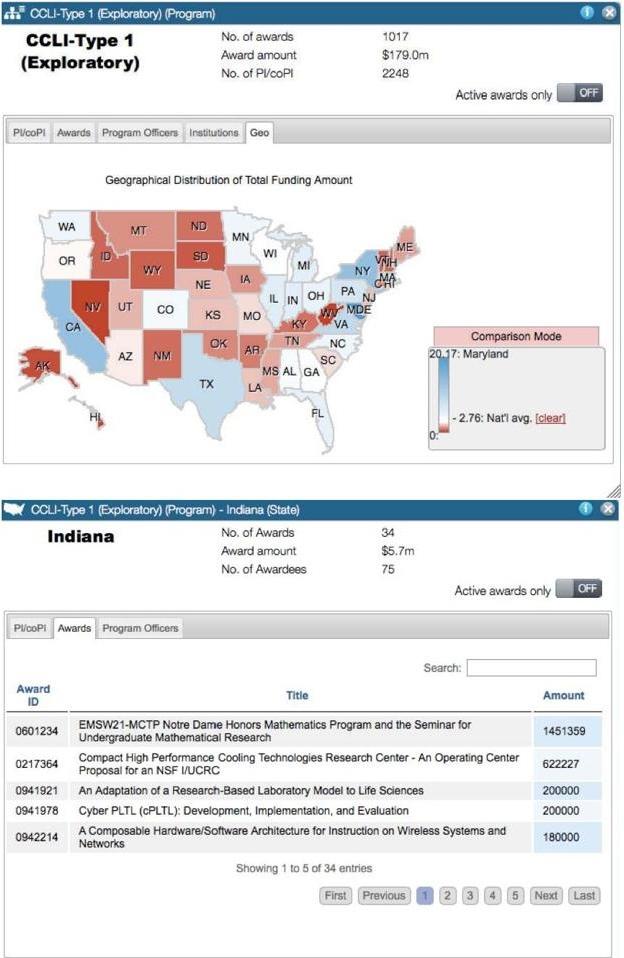 CCLI-Type 1 (Exploratory) (Program)
CCLI-Type 1
(Exploratory)
No. of awards 1017
Award amount $179.0m
No. of PI/coPI 2248
Active awards only OFF
PI/coPI Awards Program Officers Institutions Geo
Geographical Distribution of Total Funding Amount
WA
MT
ND
MN
ME
OR
ID
SD
WI
MI
NY
VT
NH
MA
WY
IA
NE
PA
NJ
NV
UT
CO
IL
IN
OH
CA
KS
MO
KY
WV
VA
MDE
AZ
NM
OK
AR
TN
NC
SC
TX
MS
AL
GA
LA
FL
AK
HI
Comparison Mode
20.17: Maryland
- 2.76: Nat'l avg. [clear]
0:
CCLI-Type 1 (Exploratory) (Program) - Indiana (State)
Indiana
No. of Awards 34
Award amount $5.7m
No. of Awardees 75
Active awards only OFF
PI/coPI Awards Program Officers
Search:
Award
ID
Title
Amount
0601234 EMSW21-MCTP Notre Dame Honors Mathematics Program and the Seminar for
Undergraduate Mathematical Research 1451359
0217364 Compact High Performance Cooling Technologies Research Center - An Operating Center
Proposal for an NSF I/UCRC 622227
0941921 An Adaptation of a Research-Based Laboratory Model to Life Sciences 200000
0941978 Cyber PLTL (cPLTL): Development, Implementation, and Evaluation 200000
0942214 A Composable Hardware/Software Architecture for Instruction on Wireless Systems and
Networks 180000
Showing 1 to 5 of 34 entries
First Previous 1 2 3 4 5 Next Last